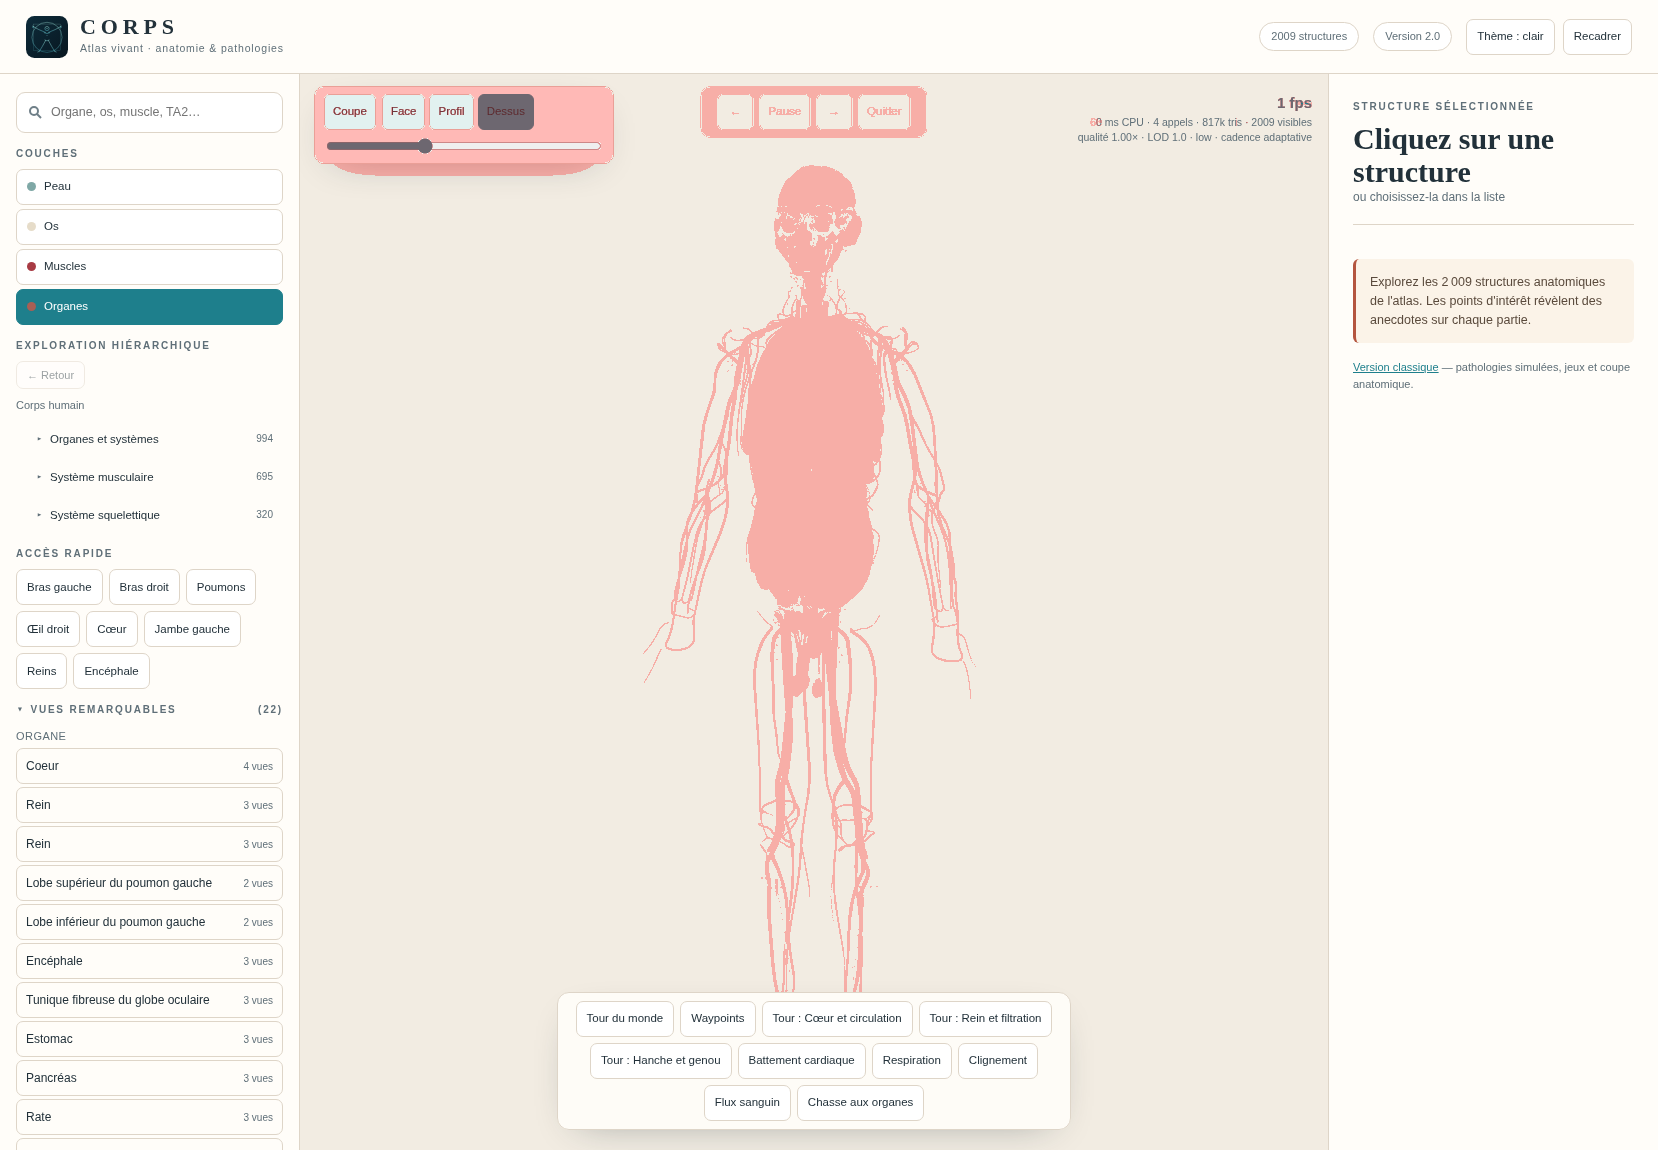 CORPS
Atlas vivant · anatomie & pathologies
2009 structures
Version 2.0
Thème : clair
Recadrer
Organe, os, muscle, TA2…
COUCHES
Peau
Os
Muscles
Organes
EXPLORATION HIÉRARCHIQUE
← Retour
Corps humain
▸ Organes et systèmes 994
▸ Système musculaire 695
▸ Système squelettique 320
ACCÈS RAPIDE
Bras gauche
Bras droit
Poumons
Œil droit
Cœur
Jambe gauche
Reins
Encéphale
▾ VUES REMARQUABLES (22)
ORGANE
Coeur 4 vues
Rein 3 vues
Rein 3 vues
Lobe supérieur du poumon gauche 2 vues
Lobe inférieur du poumon gauche 2 vues
Encéphale 3 vues
Tunique fibreuse du globe oculaire 3 vues
Estomac 3 vues
Pancréas 3 vues
Rate 3 vues
Coupe
Face
Profil
Dessus
←
Pause
→
Quitter
1 fps
ms CPU · 4 appels · 817k tris · 2009 visibles
qualité 1.00× · LOD 1.0 · low · cadence adaptative
Tour du monde
Waypoints
Tour : Cœur et circulation
Tour : Rein et filtration
Tour : Hanche et genou
Battement cardiaque
Respiration
Clignement
Flux sanguin
Chasse aux organes
STRUCTURE SÉLECTIONNÉE
Cliquez sur une
structure
ou choisissez-la dans la liste
Explorez les 2 009 structures anatomiques
de l'atlas. Les points d'intérêt révèlent des
anecdotes sur chaque partie.
Version classique — pathologies simulées, jeux et coupe
anatomique.